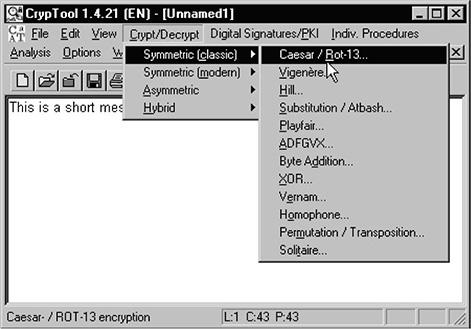 CrypTool 1.4.21 (EN) - [Unnamed1]
File Edit View Crypt/Decrypt Digital Signatures/PKI Indiv. Procedures
Analysis Options W
Symmetric (classic)
Symmetric (modern)
Asymmetric
Hybrid
Caesar / Rot-13...
Vigenère...
Hill...
Substitution / Atbash...
Playfair...
ADFGVX...
Byte Addition...
XOR...
Vernam...
Homophone...
Permutation / Transposition...
Solitaire...
This is a short mes
Caesar- / ROT-13 encryption L:1 C:43 P:43